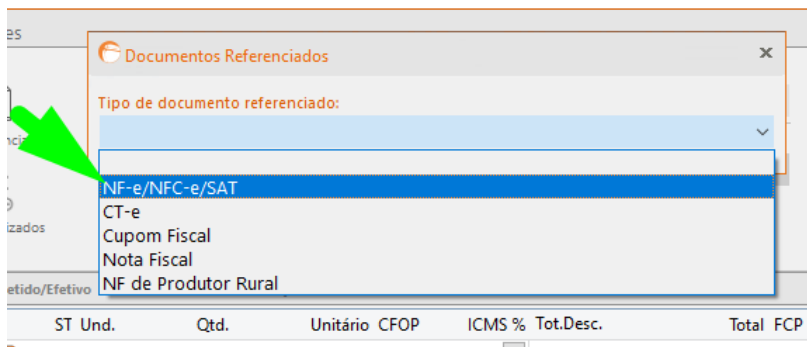 es
Documentos Referenciados
Tipo de documento referenciado:
NF-e/NFC-e/SAT
CT-e
Cupom Fiscal
izados
Nota Fiscal
etido/Efetivo
NF de Produtor Rural
ST Und. Qtd. Unitário CFOP ICMS % Tot.Desc. Total FCP